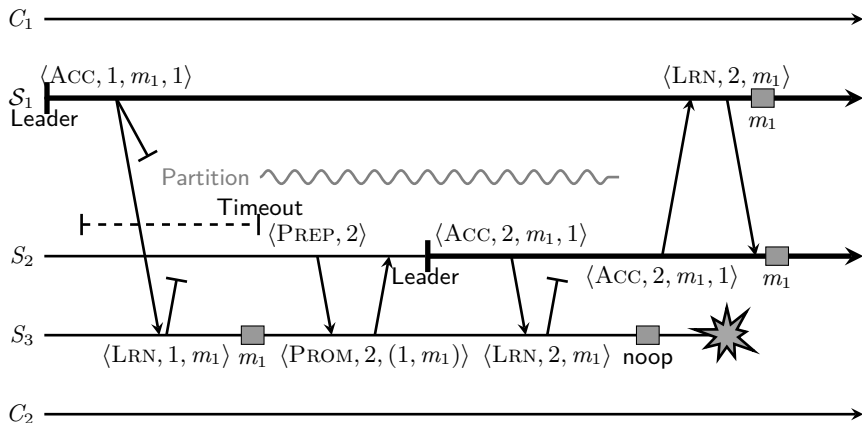 C₁
⟨Acc, 1, m₁, 1⟩
⟨Lrn, 2, m₁⟩
S₁
Leader
m₁
Partition
Timeout
⟨Prep, 2⟩
⟨Acc, 2, m₁, 1⟩
S₂
Leader
⟨Acc, 2, m₁, 1⟩
m₁
S₃
⟨Lrn, 1, m₁⟩
m₁
⟨Prom, 2, (1, m₁)⟩
⟨Lrn, 2, m₁⟩
noop
C₂